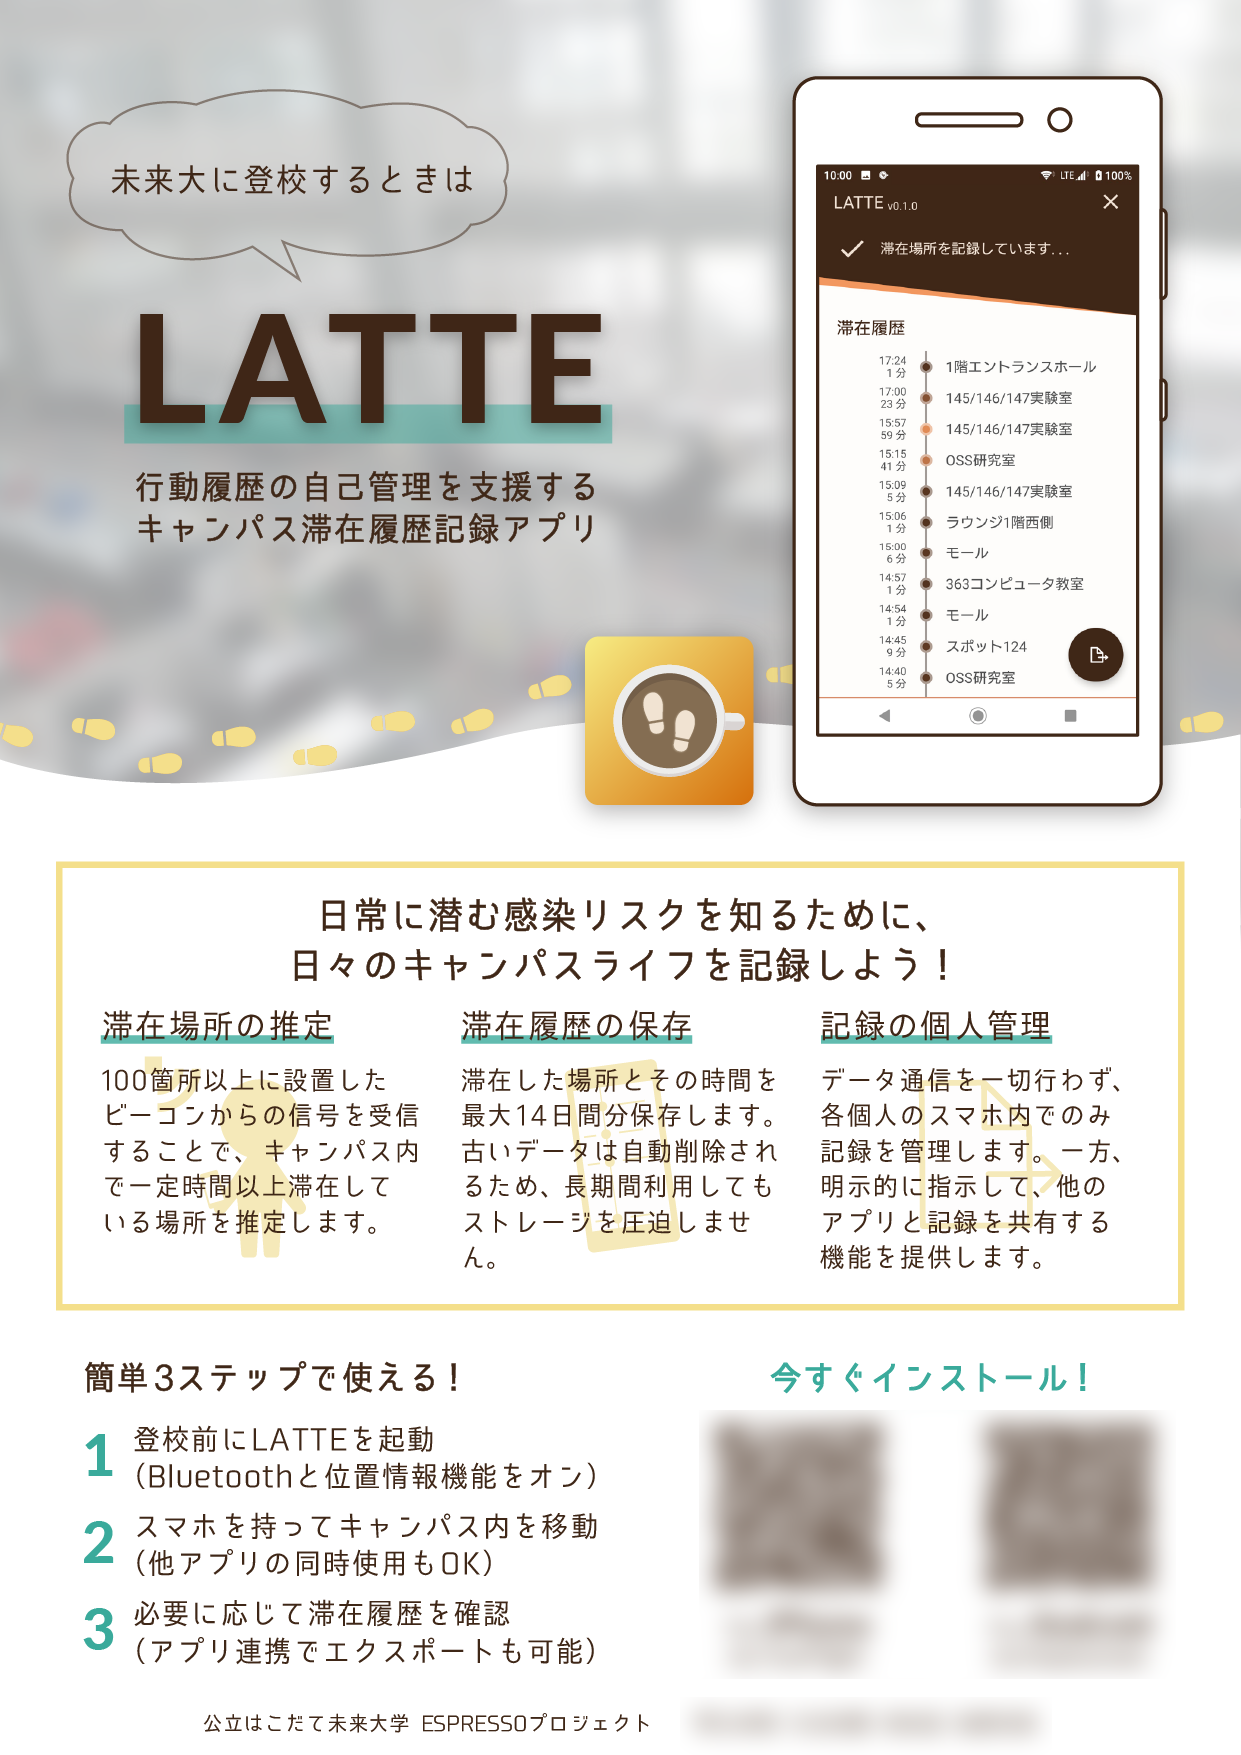 未来大に登校するときは
LATTE
行動履歴の自己管理を支援する
キャンパス滞在履歴記録アプリ
10:00 LTE 100%
LATTE v0.1.0
滞在場所を記録しています...
滞在履歴
17:24 1階エントランスホール
1 分
17:00 145/146/147実験室
23 分
15:57 145/146/147実験室
59 分
15:15 OSS研究室
41 分
15:09 145/146/147実験室
5 分
15:06 ラウンジ1階西側
1 分
15:00 モール
6 分
14:57 363コンピュータ教室
1 分
14:54 モール
1 分
14:45 スポット124
9 分
14:40 OSS研究室
5 分
日常に潜む感染リスクを知るために、
日々のキャンパスライフを記録しよう！
滞在場所の推定
100箇所以上に設置した
ビーコンからの信号を受信
することで、キャンパス内
で一定時間以上滞在して
いる場所を推定します。
滞在履歴の保存
滞在した場所とその時間を
最大14日間分保存します。
古いデータは自動削除され
るため、長期間利用しても
ストレージを圧迫しませ
ん。
記録の個人管理
データ通信を一切行わず、
各個人のスマホ内でのみ
記録を管理します。一方、
明示的に指示して、他の
アプリと記録を共有する
機能を提供します。
簡単3ステップで使える！
1 登校前にLATTEを起動
（Bluetoothと位置情報機能をオン）
2 スマホを持ってキャンパス内を移動
（他アプリの同時使用もOK）
3 必要に応じて滞在履歴を確認
（アプリ連携でエクスポートも可能）
今すぐインストール！
公立はこだて未来大学 ESPRESSOプロジェクト